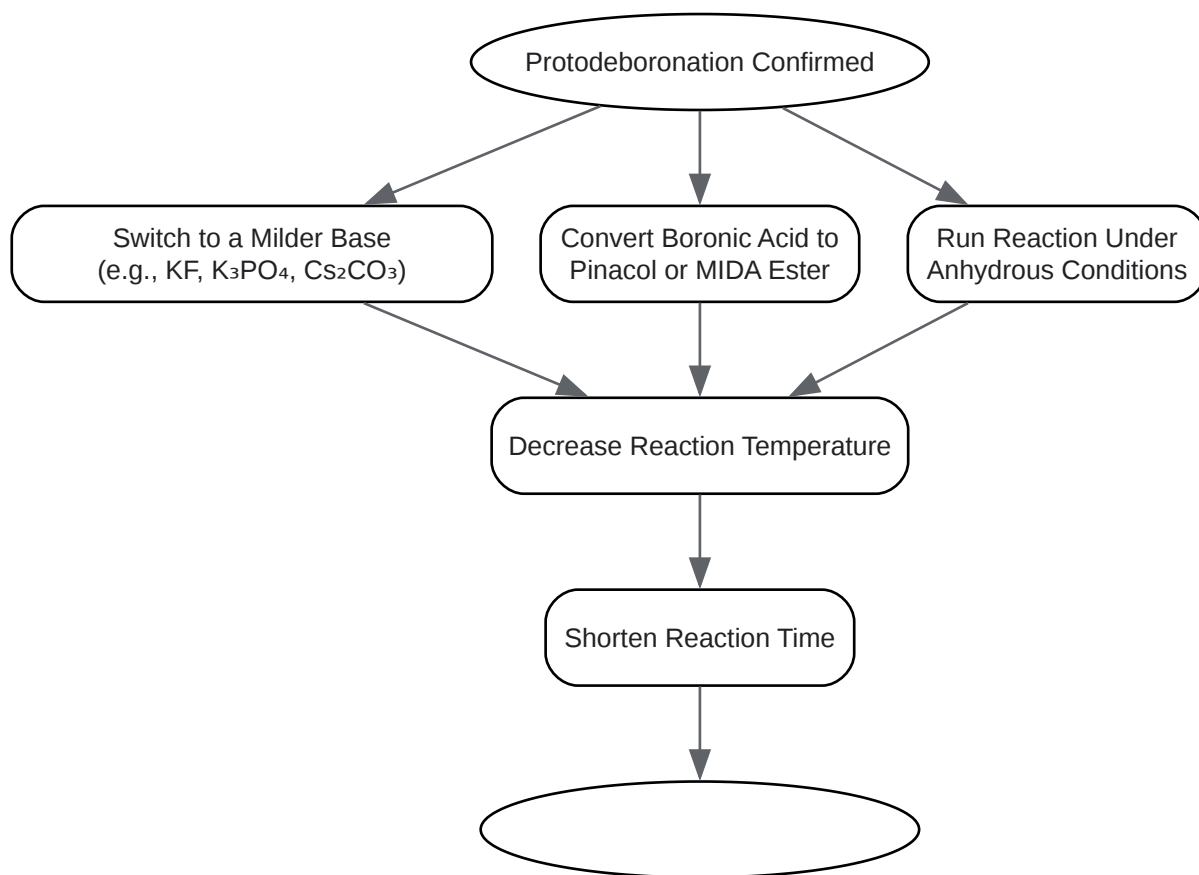 Protodeboronation Confirmed
Switch to a Milder Base
(e.g., KF, K₃PO₄, Cs₂CO₃)
Convert Boronic Acid to
Pinacol or MIDA Ester
Run Reaction Under
Anhydrous Conditions
Decrease Reaction Temperature
Shorten Reaction Time